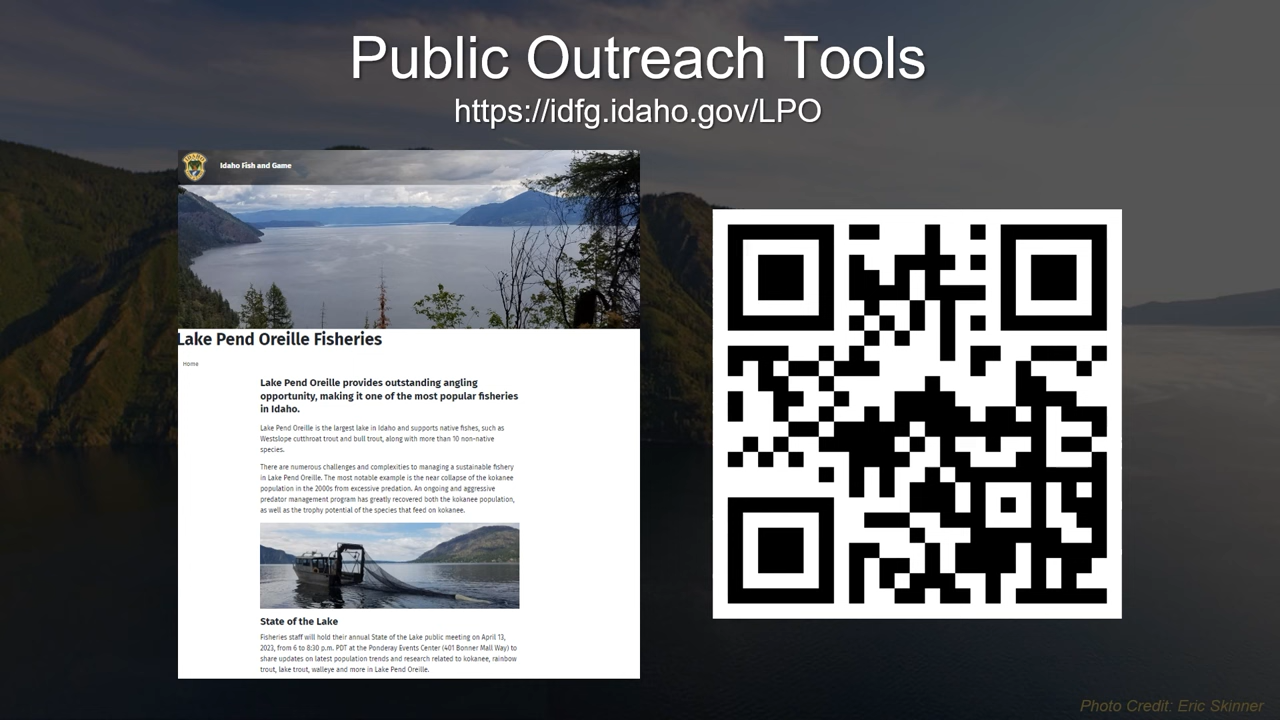 Public Outreach Tools
https://idfg.idaho.gov/LPO
Idaho Fish and Game
Lake Pend Oreille Fisheries
Home
Lake Pend Oreille provides outstanding angling
opportunity, making it one of the most popular fisheries
in Idaho.
Lake Pend Oreille is the largest lake in Idaho and supports native fishes, such as
Westslope cutthroat trout and bull trout, along with more than 10 non-native
species.
There are numerous challenges and complexities to managing a sustainable fishery
in Lake Pend Oreille. The most notable example is the near collapse of the kokanee
population in the 2000s from excessive predation. An ongoing and aggressive
predator management program has greatly recovered both the kokanee population,
as well as the trophy potential of the species that feed on kokanee.
State of the Lake
Fisheries staff will hold their annual State of the Lake public meeting on April 13,
2023, from 6 to 8:30 p.m. PDT at the Ponderay Events Center (401 Bonner Mall Way) to
share updates on latest population trends and research related to kokanee, rainbow
trout, lake trout, walleye and more in Lake Pend Oreille.
Photo Credit: Eric Skinner